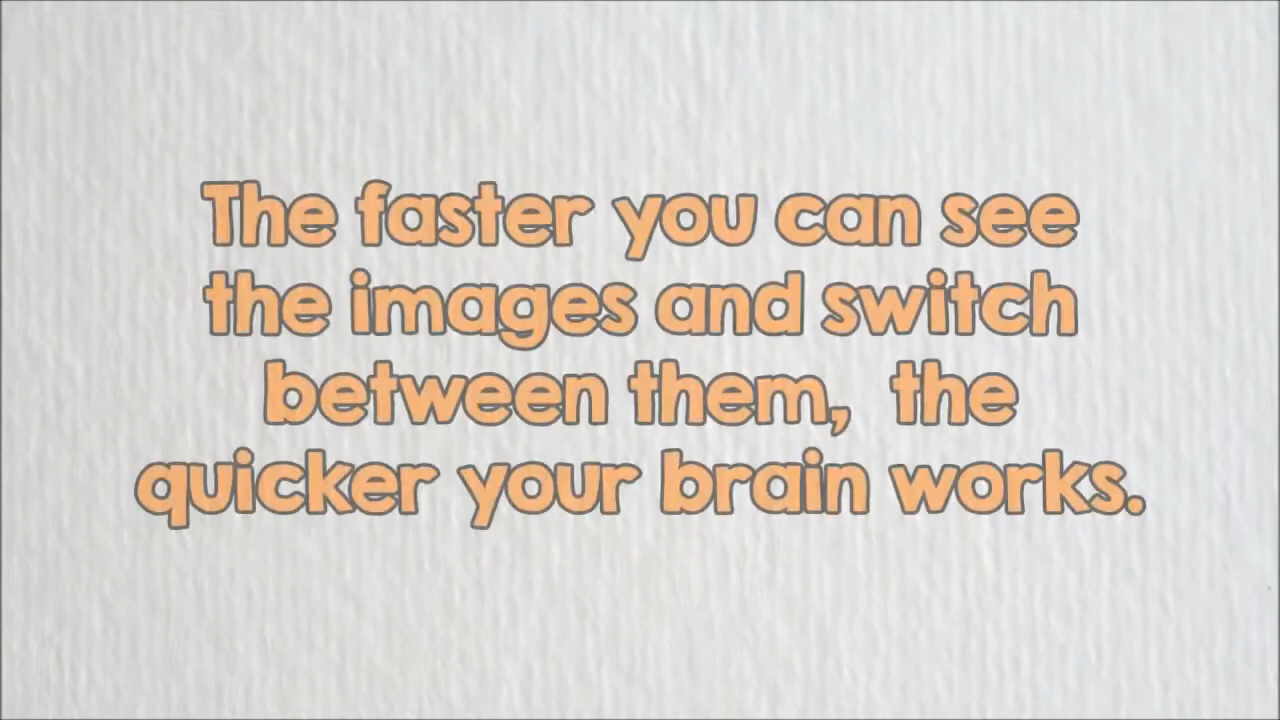 The faster you can see
the images and switch
between them, the
quicker your brain works.